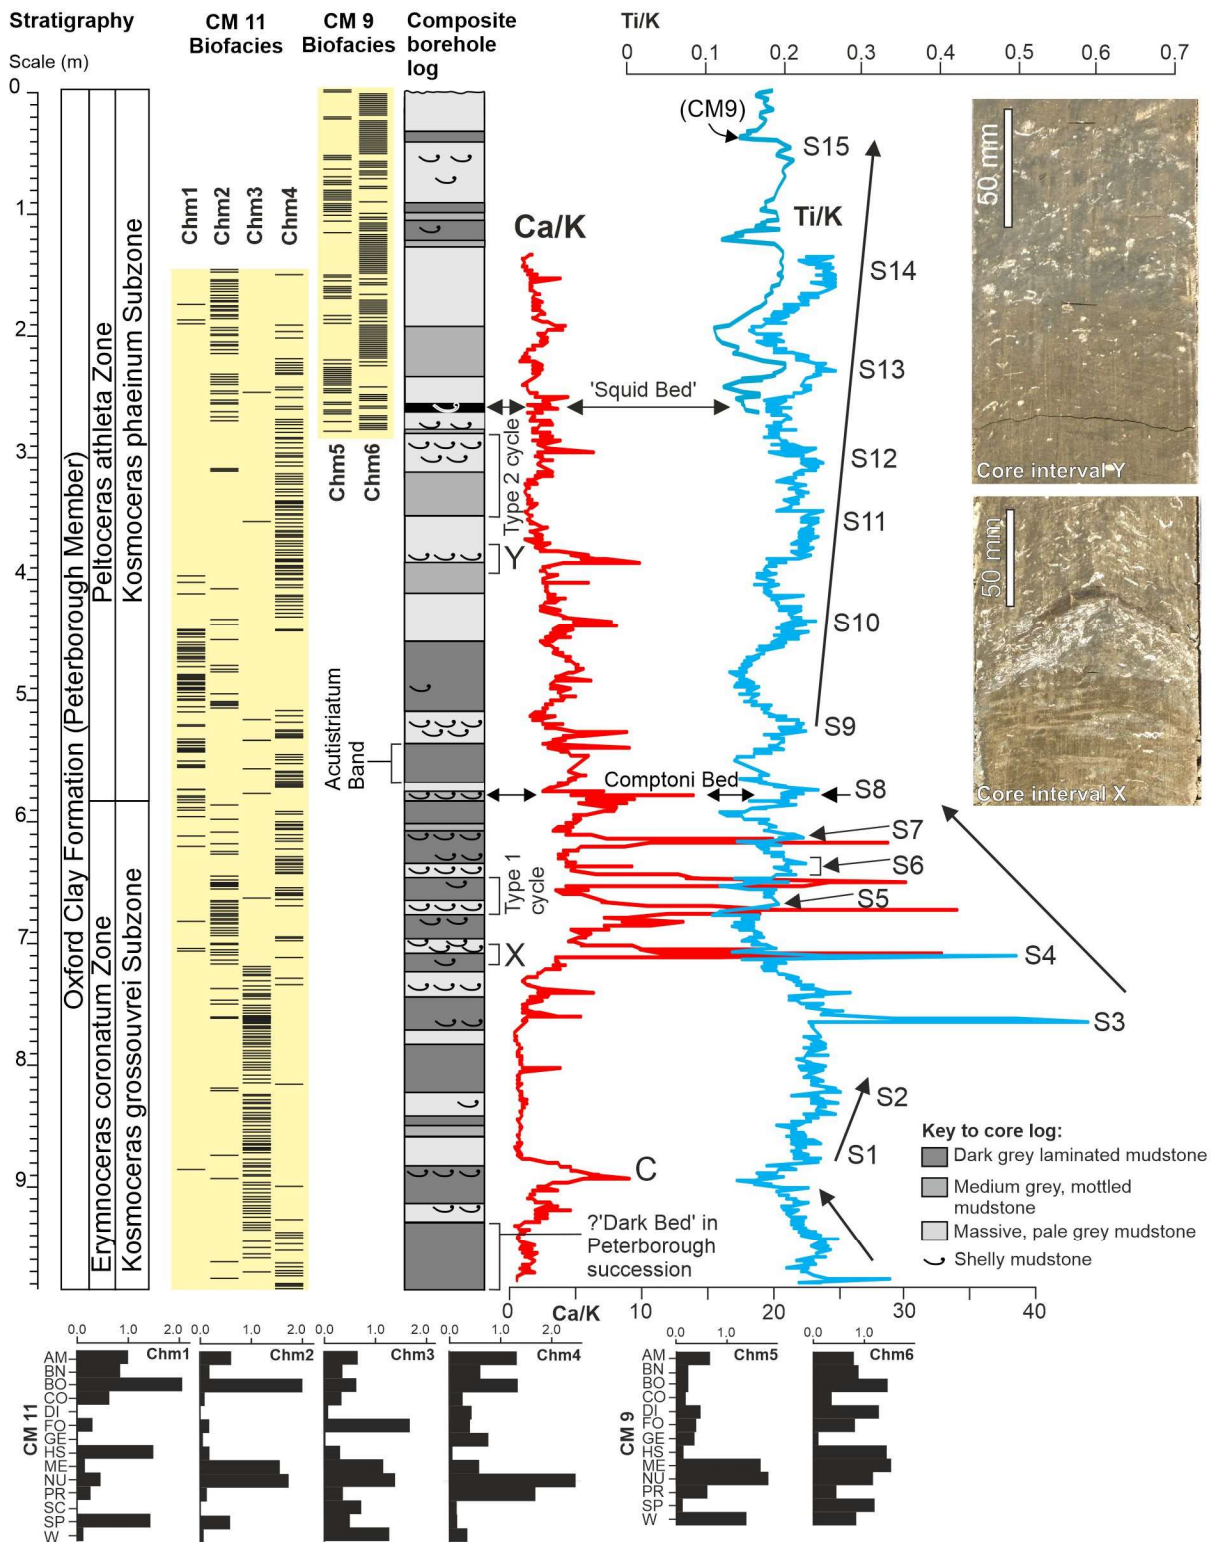 Stratigraphy
Scale (m)
CM 11
Biofacies
CM 9
Biofacies
Composite
borehole
log
Ti/K
0 0.1 0.2 0.3 0.4 0.5 0.6 0.7
0
1
2
3
4
5
6
7
8
9
Oxford Clay Formation (Peterborough Member)
Peltoceras athleta Zone
Kosmoceras phaeinum Subzone
Erymnoceras coronatum Zone
Kosmoceras grossouvrei Subzone
Chm1
Chm2
Chm3
Chm4
Chm5
Chm6
Ca/K
(CM9)
Ti/K
S15
S14
S13
'Squid Bed'
S12
S11
S10
S9
Type 2 cycle
Y
Acutistriatum
Band
Comptoni Bed
S8
S7
S6
S5
Type 1
cycle
X
S4
S3
S2
S1
C
?'Dark Bed' in
Peterborough
succession
50 mm
Core interval Y
50 mm
Core interval X
Key to core log:
Dark grey laminated mudstone
Medium grey, mottled
mudstone
Massive, pale grey mudstone
Shelly mudstone
0 Ca/K 10 20 30 40
0.0 1.0 2.0
Chm1
0.0 1.0 2.0
Chm2
0.0 1.0 2.0
Chm3
0.0 1.0 2.0
Chm4
0.0 1.0
Chm5
0.0 1.0
Chm6
CM 11
AM
BN
BO
CO
DI
FO
GE
HS
ME
NU
PR
SC
SP
W
CM 9
AM
BN
BO
CO
DI
FO
GE
HS
ME
NU
PR
SP
W